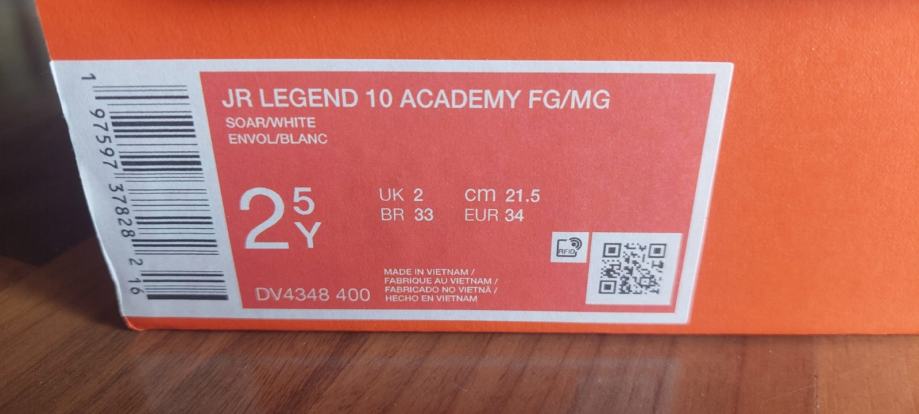 JR LEGEND 10 ACADEMY FG/MG
SOAR/WHITE
ENVOL/BLANC
2 5 Y
UK 2 cm 21.5
BR 33 EUR 34
RFID
MADE IN VIETNAM /
FABRIQUE AU VIETNAM /
FABRICADO NO VIETNÃ /
HECHO EN VIETNAM
DV4348 400
1 97597 37828 2 16